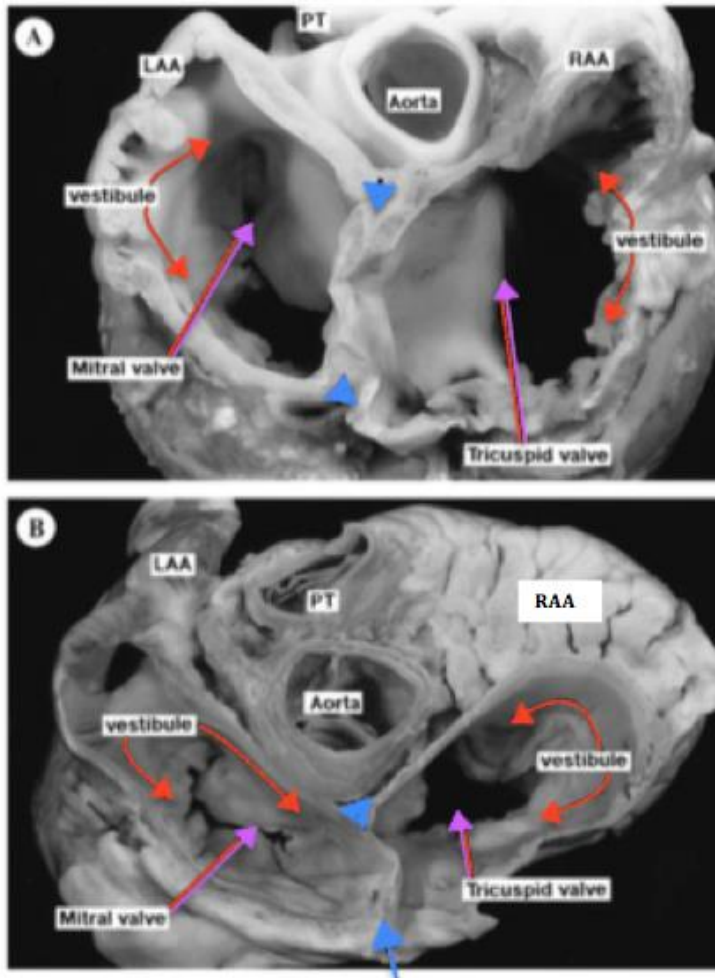 A
PT
LAA
RAA
Aorta
vestibule
vestibule
Mitral valve
Tricuspid valve
B
LAA
PT
RAA
Aorta
vestibule
vestibule
Mitral valve
Tricuspid valve